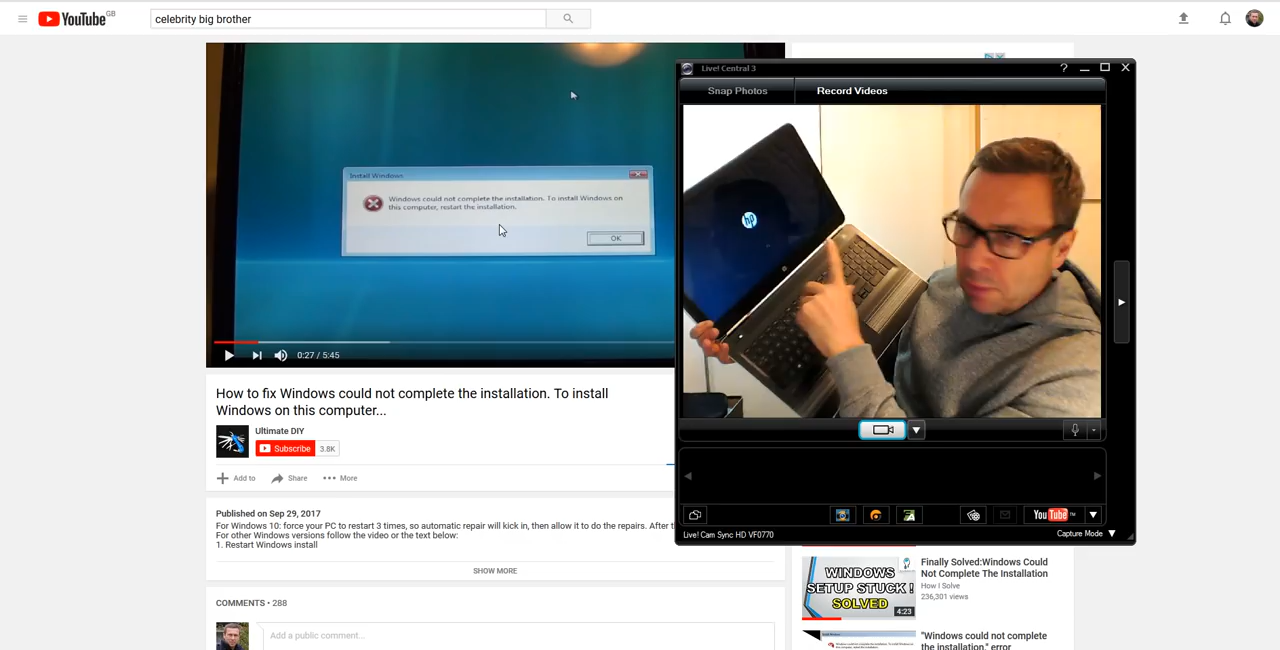 YouTube GB
celebrity big brother
Install Windows
Windows could not complete the installation. To install Windows on
this computer, restart the installation.
OK
0:27 / 5:45
How to fix Windows could not complete the installation. To install
Windows on this computer...
Ultimate DIY
Subscribe 3.8K
Add to Share More
Published on Sep 29, 2017
For Windows 10: force your PC to restart 3 times, so automatic repair will kick in, then allow it to do the repairs. After t
For other Windows versions follow the video or the text below:
1. Restart Windows install
SHOW MORE
COMMENTS • 288
Add a public comment...
Live! Central 3
?
Snap Photos Record Videos
hp
YouTube ™
Live! Cam Sync HD VF0770 Capture Mode
WINDOWS
SETUP STUCK !
SOLVED
4:23
Finally Solved:Windows Could
Not Complete The Installation
How I Solve
236,301 views
"Windows could not complete
the installation." error